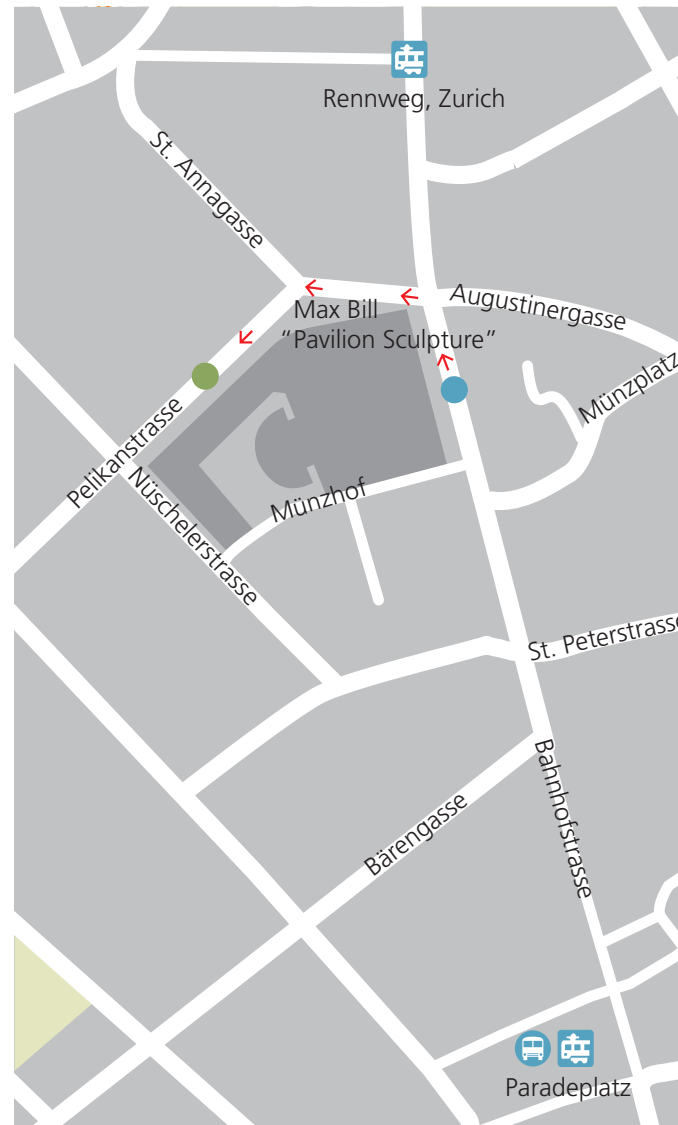 Rennweg, Zurich
St. Annagasse
Augustinergasse
Max Bill
“Pavilion Sculpture”
Münzplatz
Pelikanstrasse
Nüschelerstrasse
Münzhof
St. Peterstrasse
Bahnhofstrasse
Bärengasse
Paradeplatz